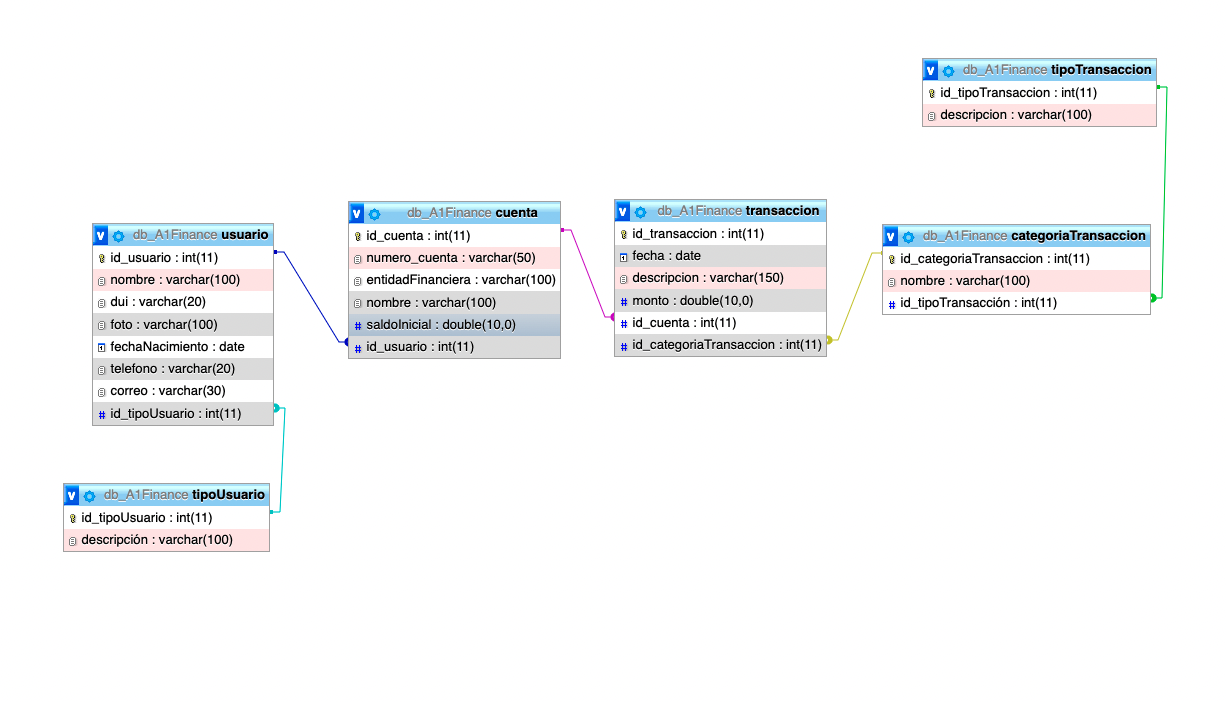 db_A1Finance tipoTransaccion
id_tipoTransaccion : int(11)
descripcion : varchar(100)
db_A1Finance usuario
id_usuario : int(11)
nombre : varchar(100)
dui : varchar(20)
foto : varchar(100)
fechaNacimiento : date
telefono : varchar(20)
correo : varchar(30)
id_tipoUsuario : int(11)
db_A1Finance cuenta
id_cuenta : int(11)
numero_cuenta : varchar(50)
entidadFinanciera : varchar(100)
nombre : varchar(100)
saldoInicial : double(10,0)
id_usuario : int(11)
db_A1Finance transaccion
id_transaccion : int(11)
fecha : date
descripcion : varchar(150)
monto : double(10,0)
id_cuenta : int(11)
id_categoriaTransaccion : int(11)
db_A1Finance categoriaTransaccion
id_categoriaTransaccion : int(11)
nombre : varchar(100)
id_tipoTransacción : int(11)
db_A1Finance tipoUsuario
id_tipoUsuario : int(11)
descripción : varchar(100)